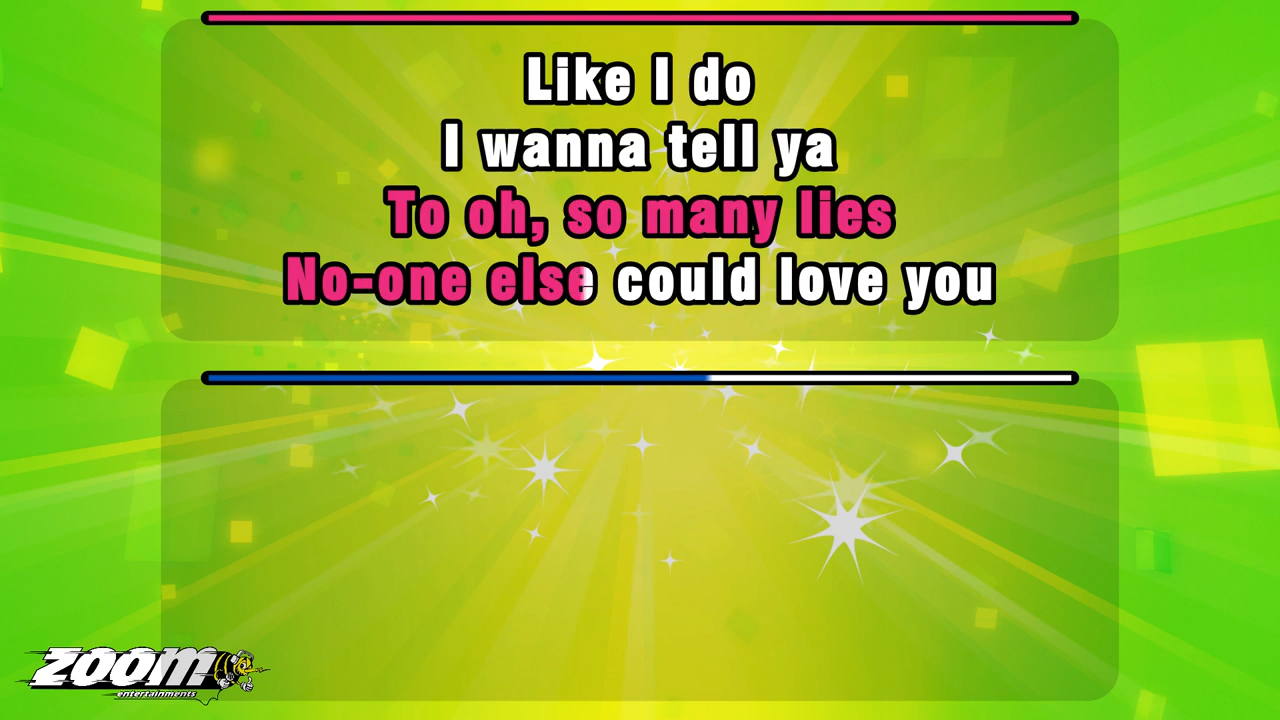 Like I do
I wanna tell ya
To oh, so many lies
No-one else could love you
ZOOM
entertainments